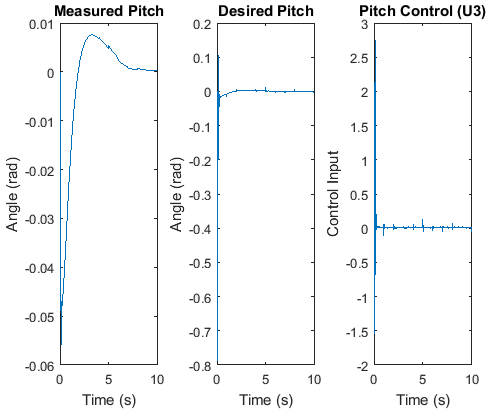 Measured Pitch
Desired Pitch
Pitch Control (U3)
0.01
0
-0.01
-0.02
-0.03
-0.04
-0.05
-0.06
Angle (rad)
0 5 10
Time (s)
0.2
0.1
0
-0.1
-0.2
-0.3
-0.4
-0.5
-0.6
-0.7
-0.8
Angle (rad)
0 5 10
Time (s)
3
2.5
2
1.5
1
0.5
0
-0.5
-1
-1.5
-2
Control Input
0 5 10
Time (s)